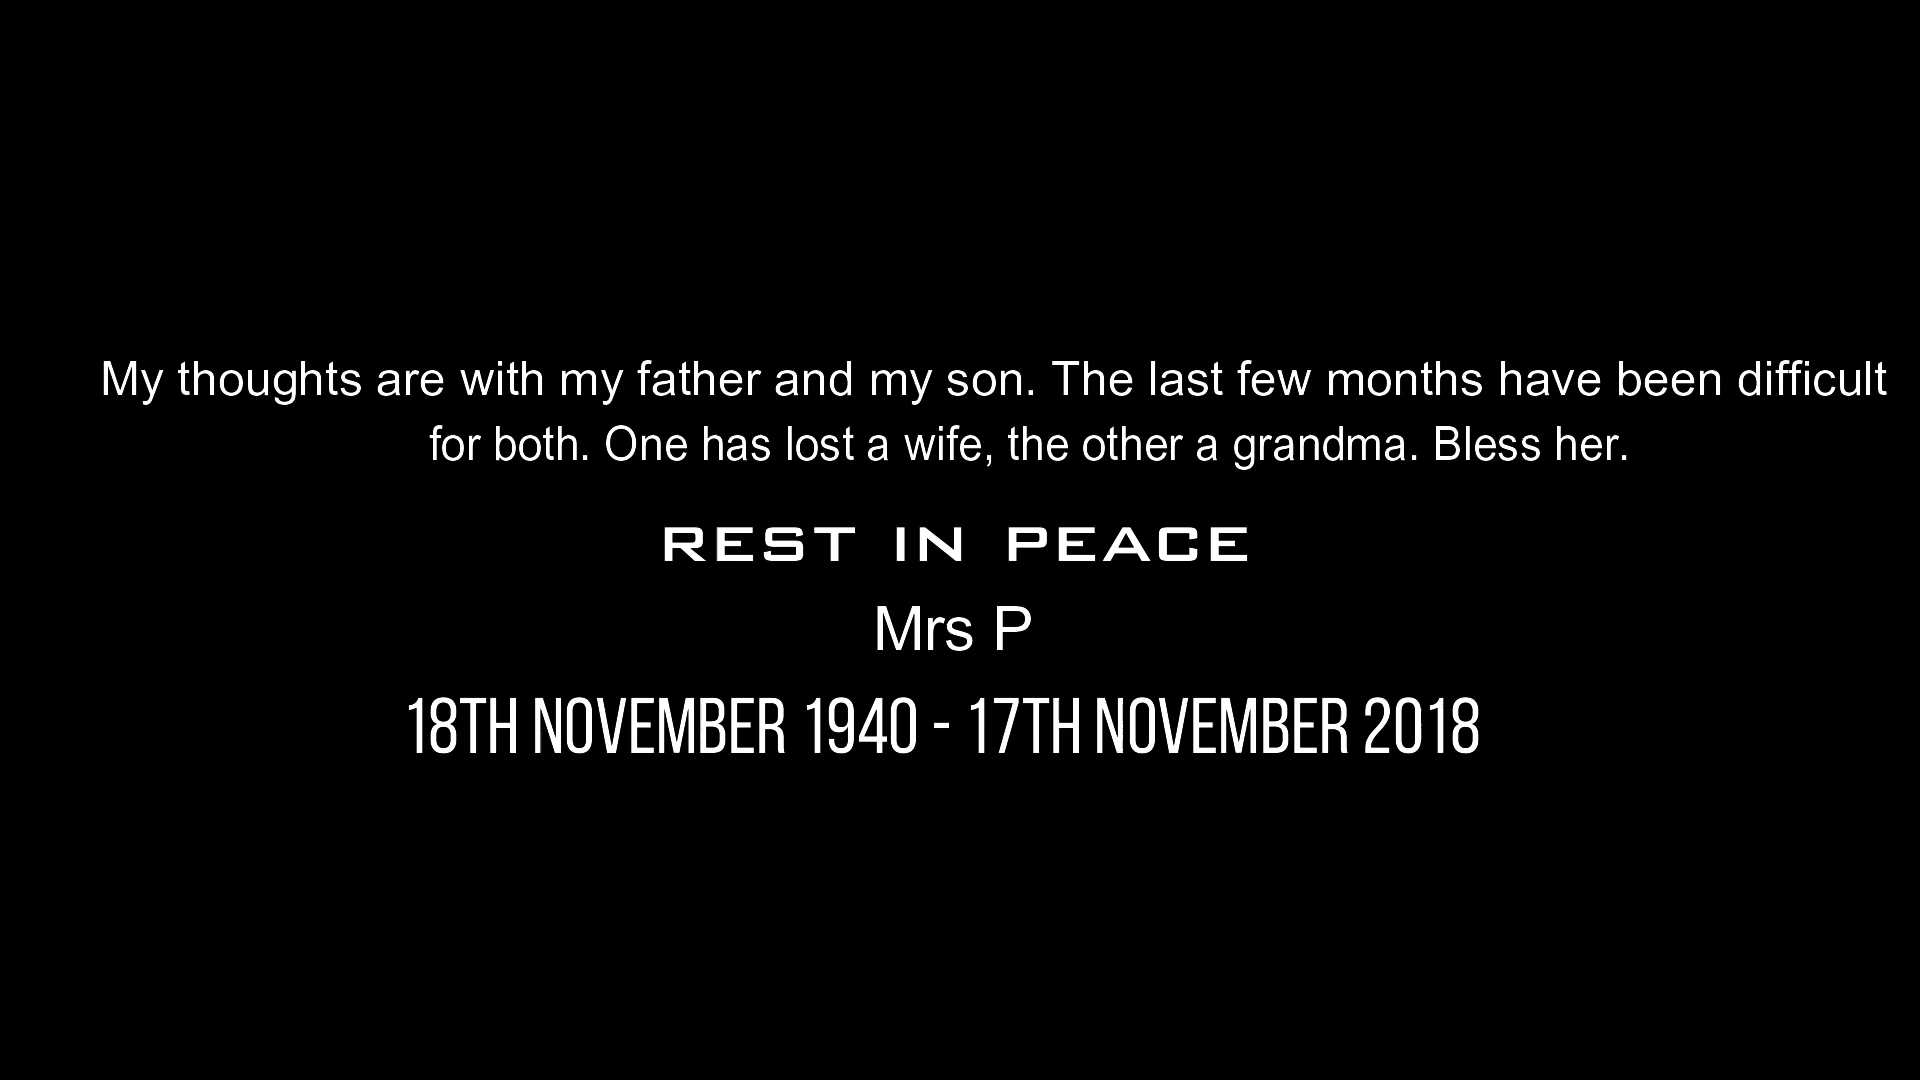 My thoughts are with my father and my son. The last few months have been difficult
for both. One has lost a wife, the other a grandma. Bless her.
REST IN PEACE
Mrs P
18TH NOVEMBER 1940 - 17TH NOVEMBER 2018